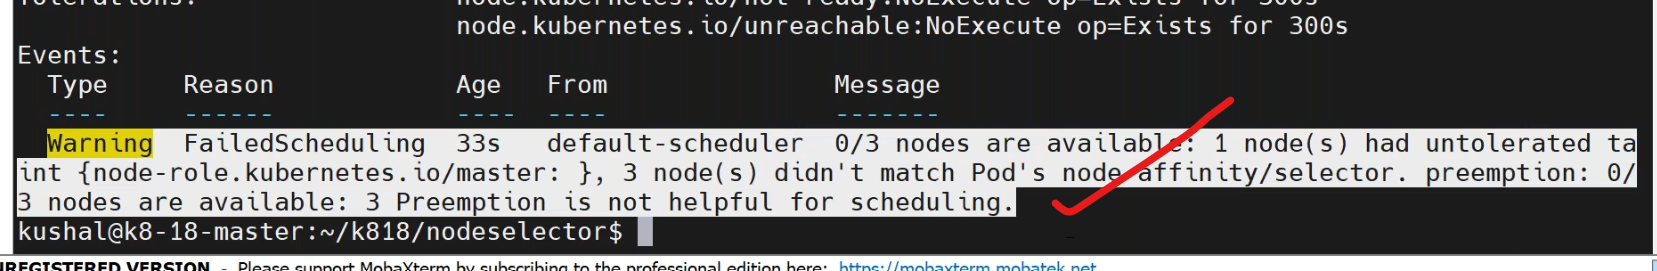 Tolerations: node.kubernetes.io/not-ready:NoExecute op=Exists for 300s
node.kubernetes.io/unreachable:NoExecute op=Exists for 300s
Events:
Type Reason Age From Message
---- ------ ---- ---- -------
Warning FailedScheduling 33s default-scheduler 0/3 nodes are available: 1 node(s) had untolerated ta
int {node-role.kubernetes.io/master: }, 3 node(s) didn't match Pod's node affinity/selector. preemption: 0/
3 nodes are available: 3 Preemption is not helpful for scheduling.
kushal@k8-18-master:~/k818/nodeselector$
NREGISTERED VERSION - Please support MobaXterm by subscribing to the professional edition here: https://mobaxterm.mobatek.net